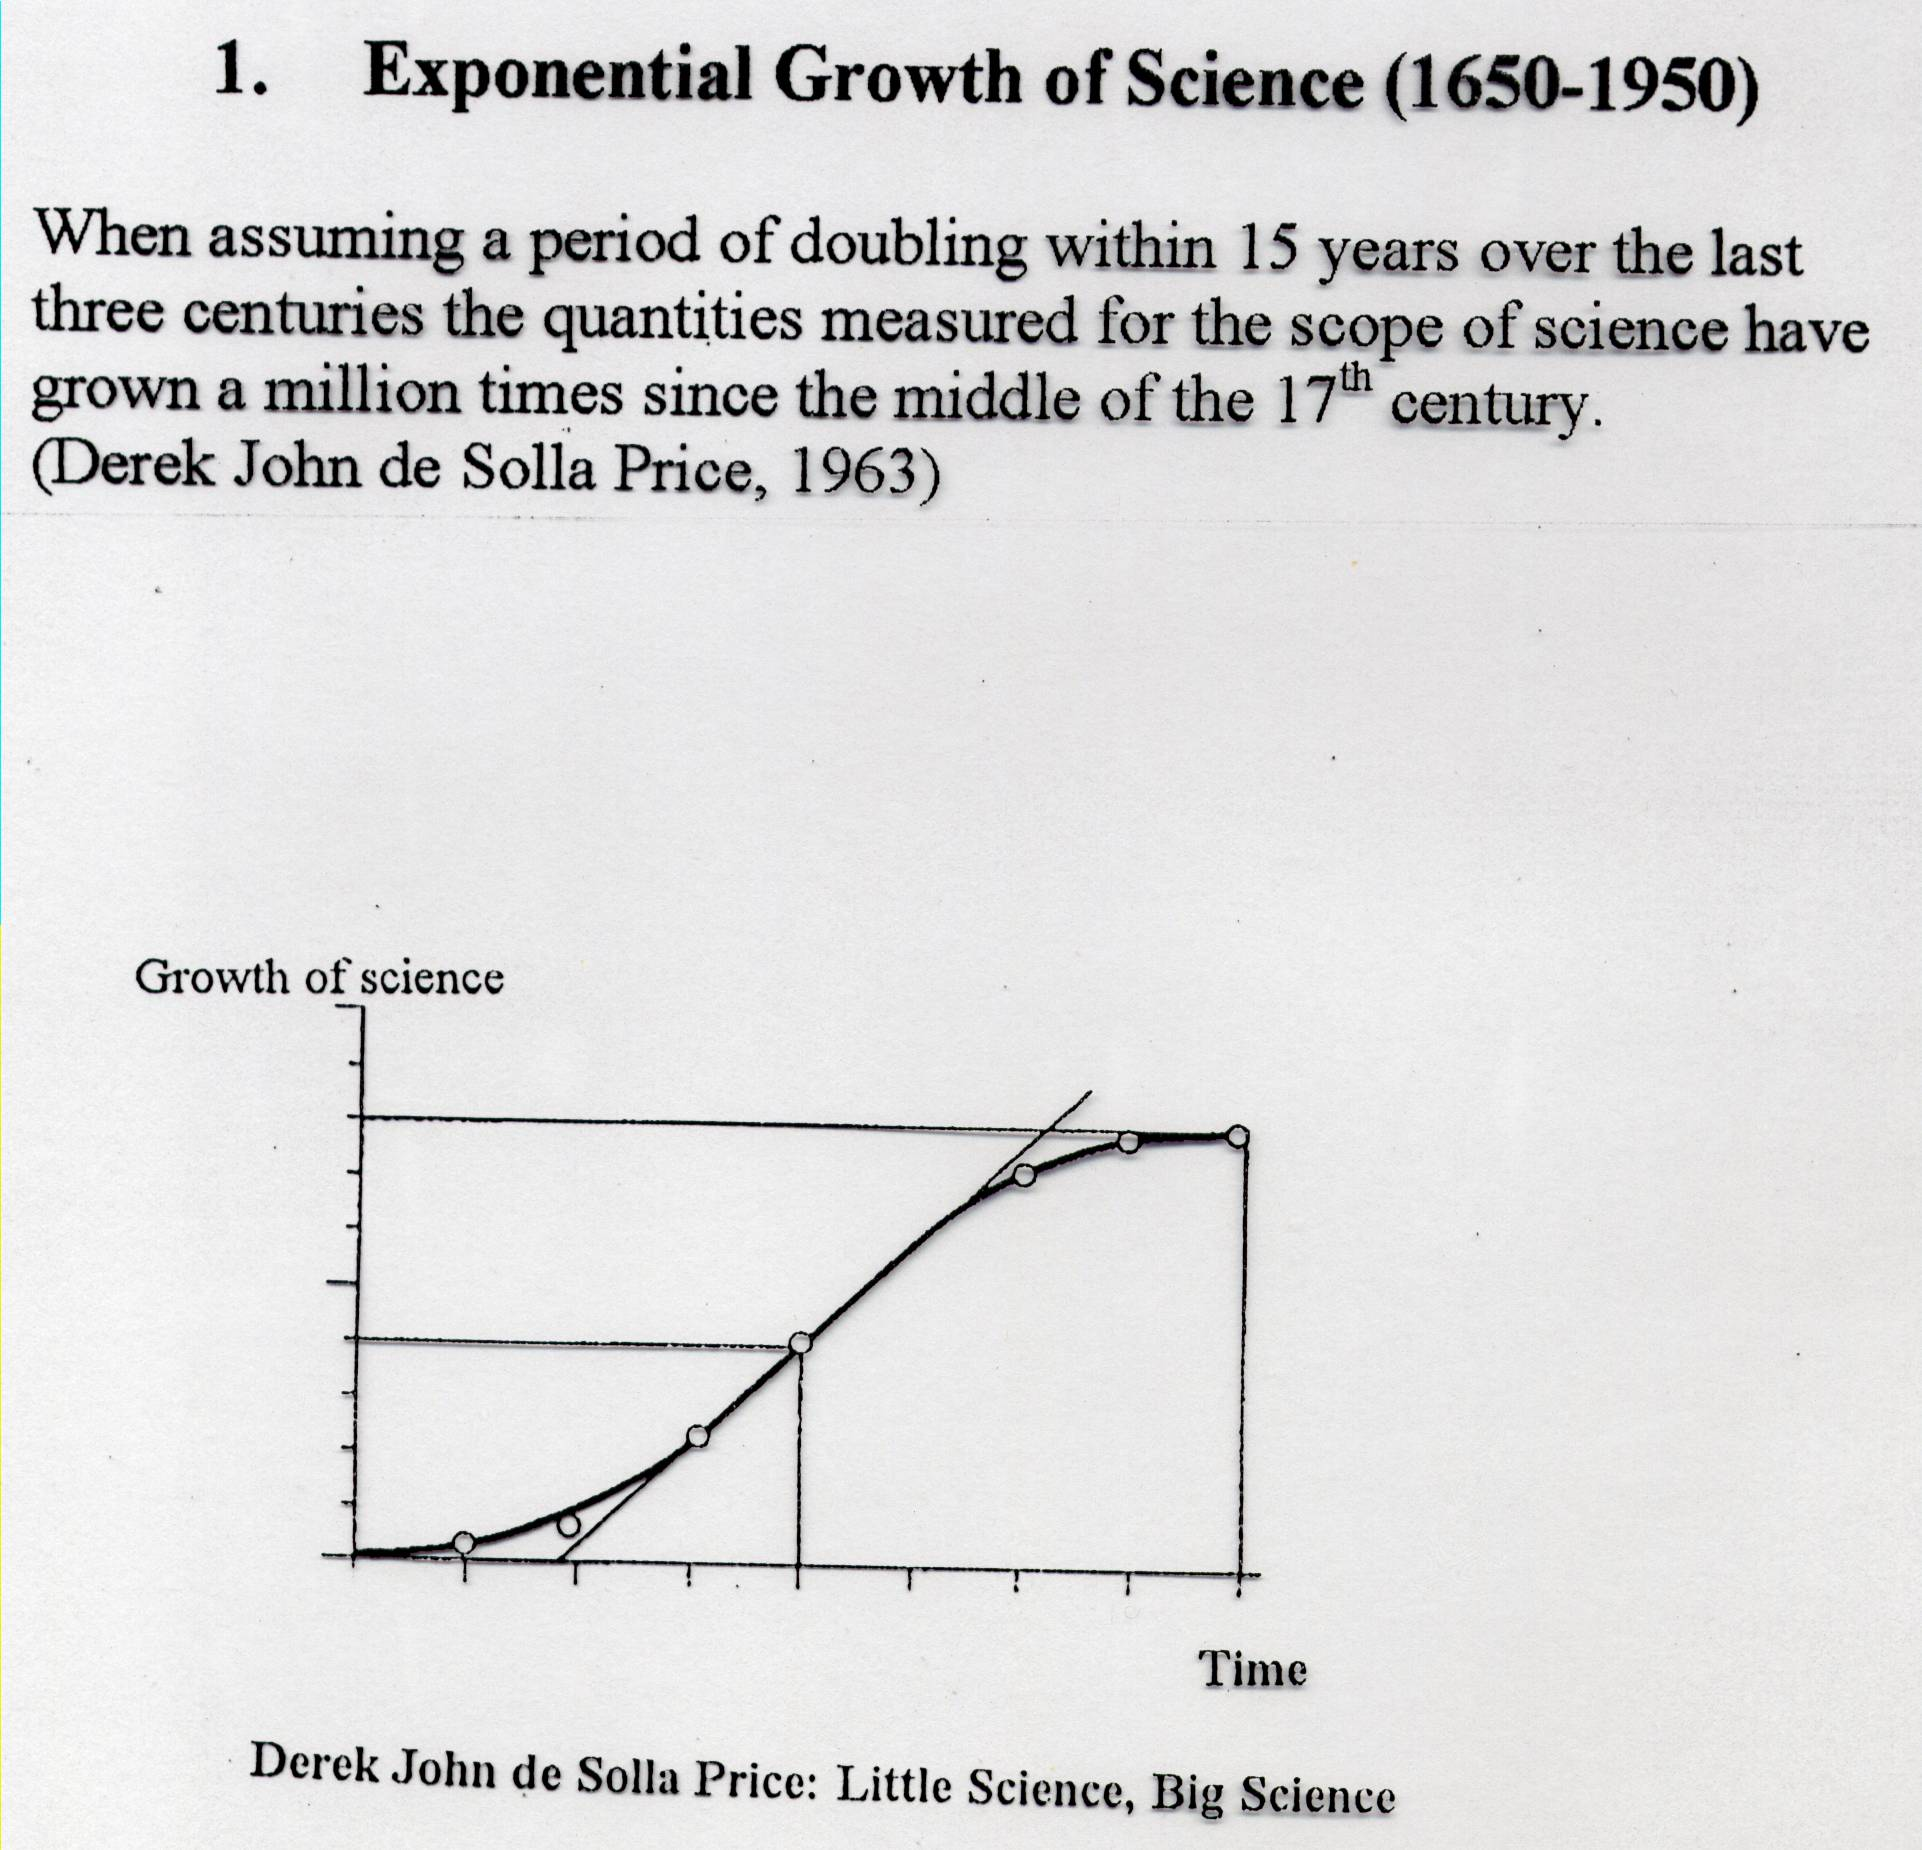 1. Exponential Growth of Science (1650-1950)
When assuming a period of doubling within 15 years over the last
three centuries the quantities measured for the scope of science have
grown a million times since the middle of the 17th century.
(Derek John de Solla Price, 1963)
Growth of science
Time
Derek John de Solla Price: Little Science, Big Science